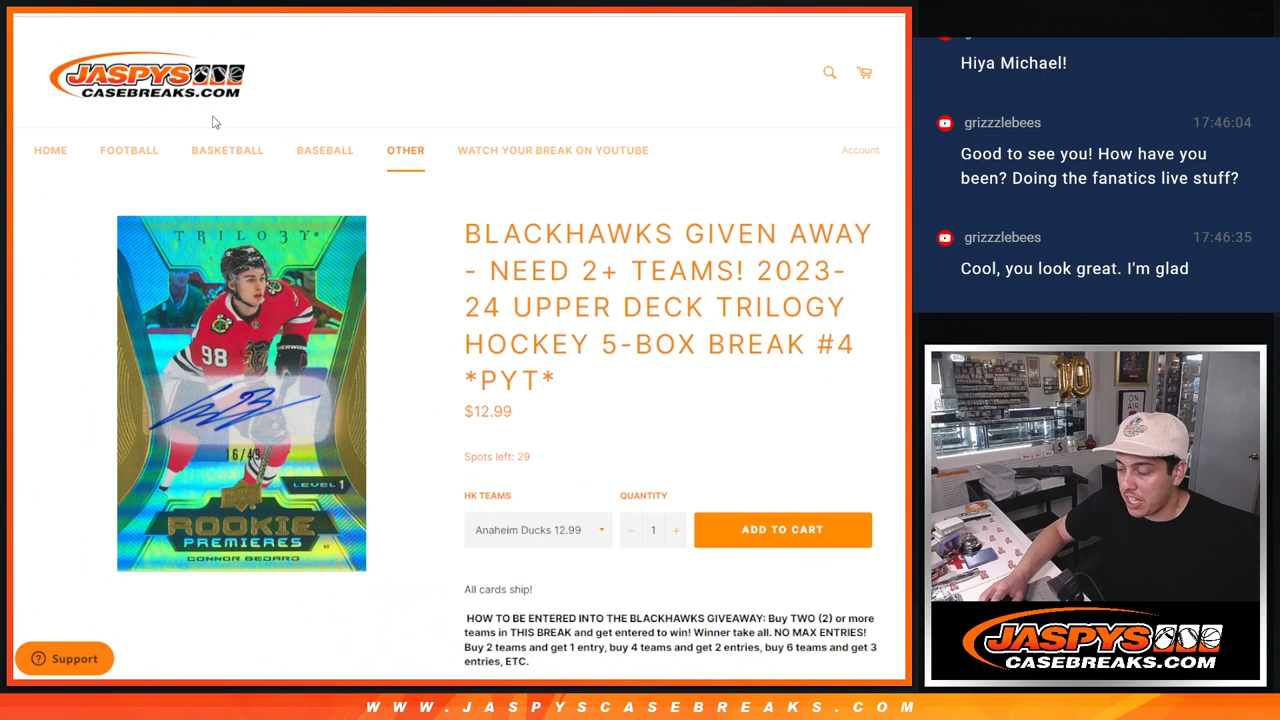 JASPYS
CASEBREAKS.COM
HOME FOOTBALL BASKETBALL BASEBALL OTHER WATCH YOUR BREAK ON YOUTUBE Account
TRILO3Y
98
16/49
LEVEL 1
ROOKIE
PREMIERES
CONNOR BEDARD
BLACKHAWKS GIVEN AWAY
- NEED 2+ TEAMS! 2023-
24 UPPER DECK TRILOGY
HOCKEY 5-BOX BREAK #4
*PYT*
$12.99
Spots left: 29
HK TEAMS QUANTITY
Anaheim Ducks 12.99 − 1 + ADD TO CART
All cards ship!
HOW TO BE ENTERED INTO THE BLACKHAWKS GIVEAWAY: Buy TWO (2) or more
teams in THIS BREAK and get entered to win! Winner take all. NO MAX ENTRIES!
Buy 2 teams and get 1 entry, buy 4 teams and get 2 entries, buy 6 teams and get 3
entries, ETC.
Support
Hiya Michael!
grizzzlebees 17:46:04
Good to see you! How have you
been? Doing the fanatics live stuff?
grizzzlebees 17:46:35
Cool, you look great. I'm glad
10
ON
AIR
JASPYS
CASEBREAKS.COM
WWW.JASPYSCASEBREAKS.COM